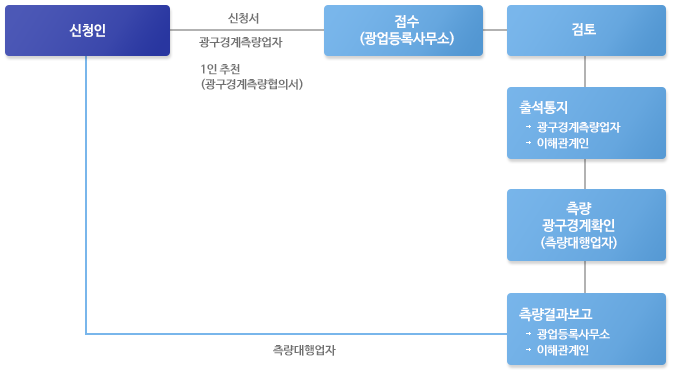 신청인
신청서
광구경계측량업자
1인 추천
(광구경계측량협의서)
접수
(광업등록사무소)
검토
출석통지
→ 광구경계측량업자
→ 이해관계인
측량
광구경계확인
(측량대행업자)
측량결과보고
→ 광업등록사무소
→ 이해관계인
측량대행업자